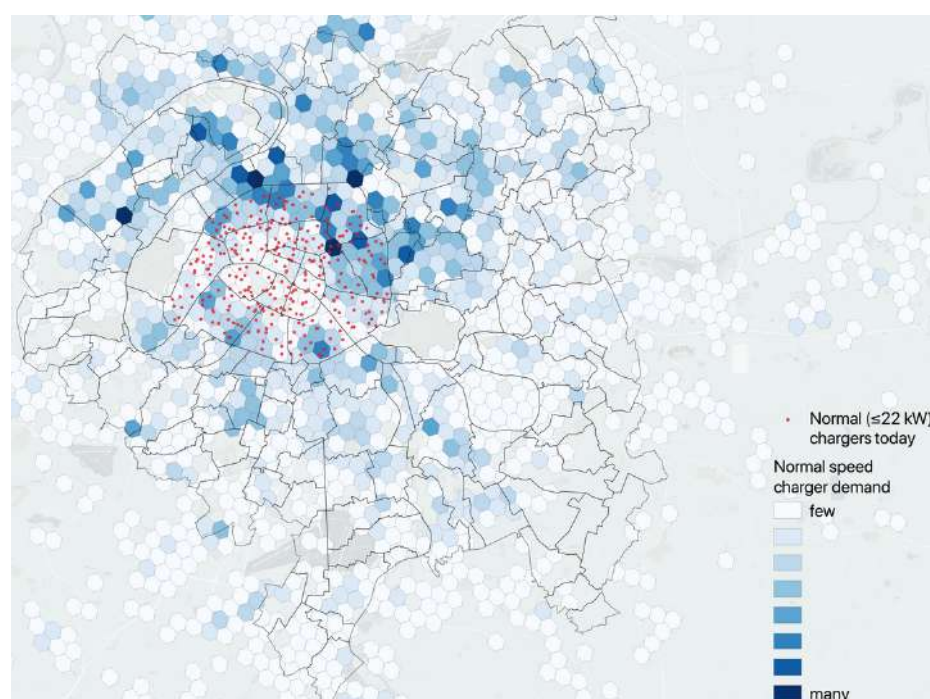 Normal (≤22 kW)
chargers today
Normal speed
charger demand
few
many